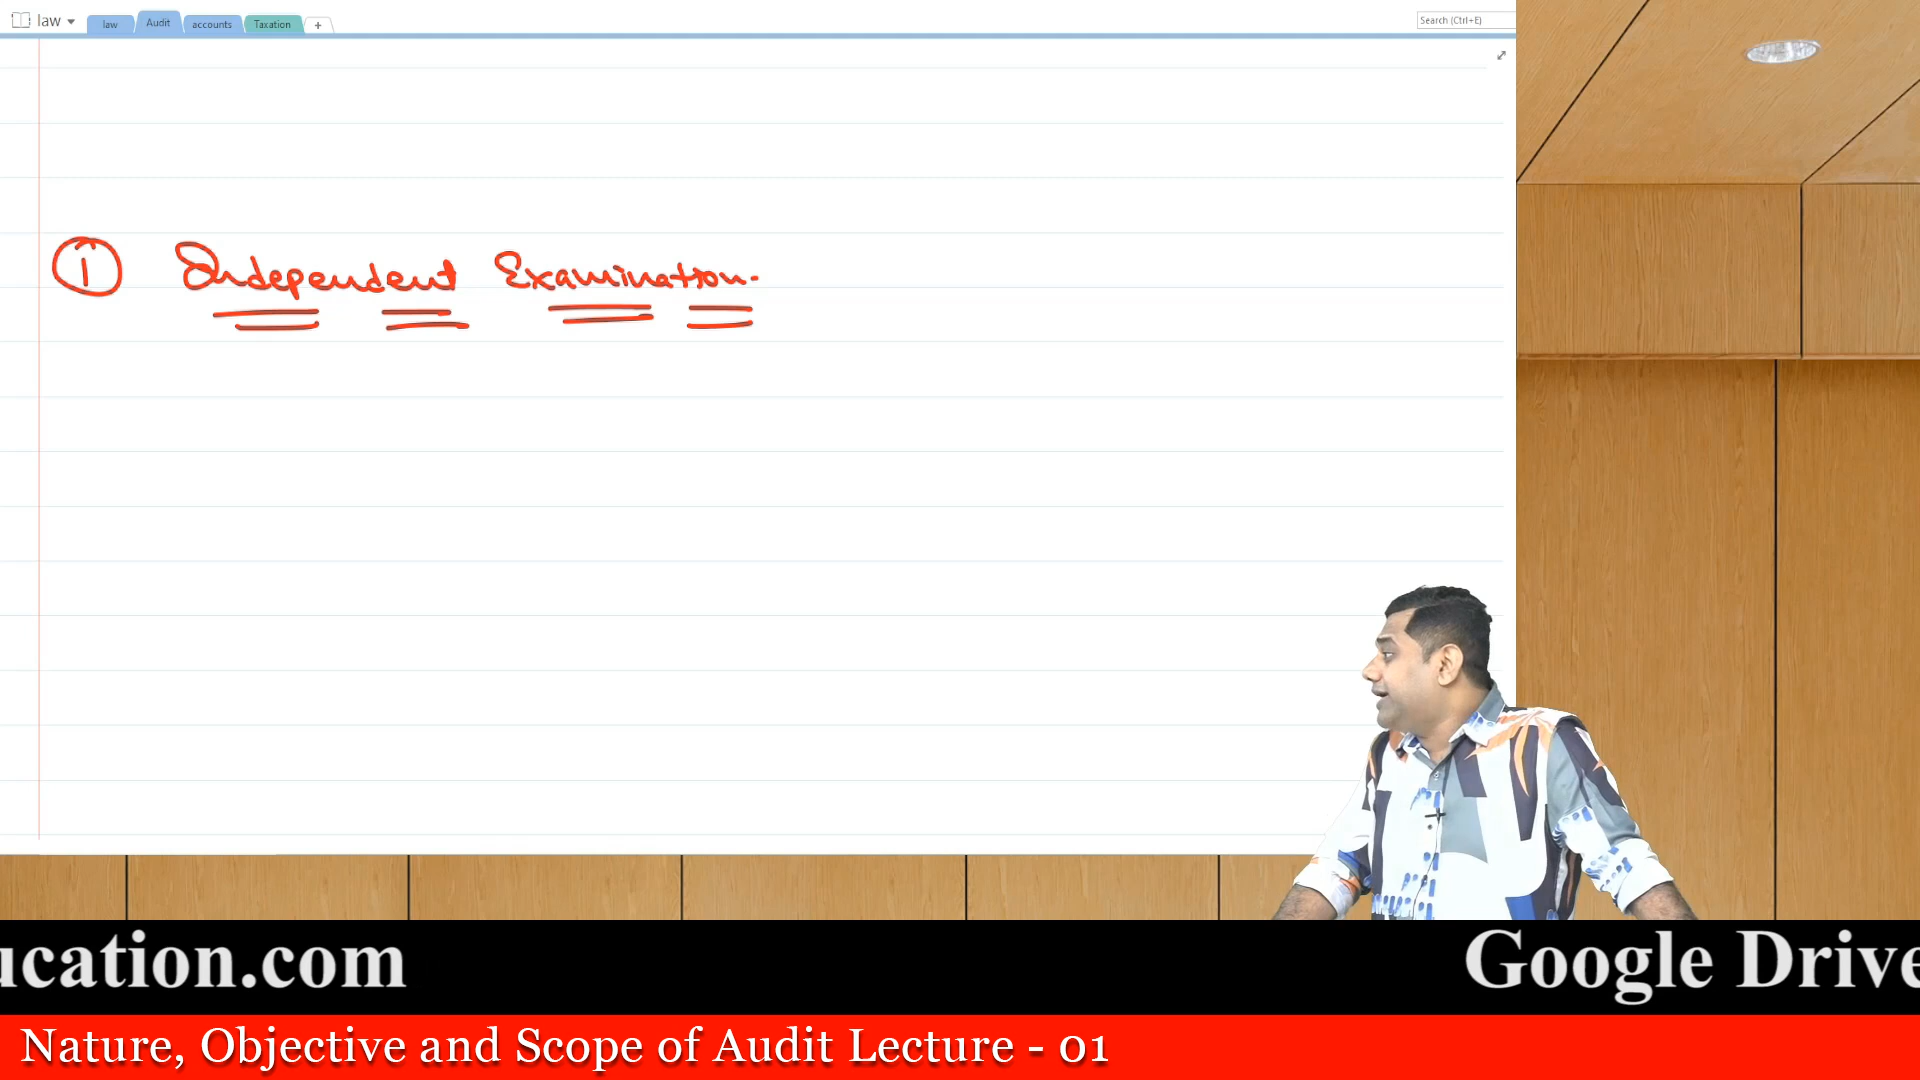 law law Audit accounts Taxation + Search (Ctrl+E)
1 Independent Examination.
ucation.com Google Drive
Nature, Objective and Scope of Audit Lecture - 01